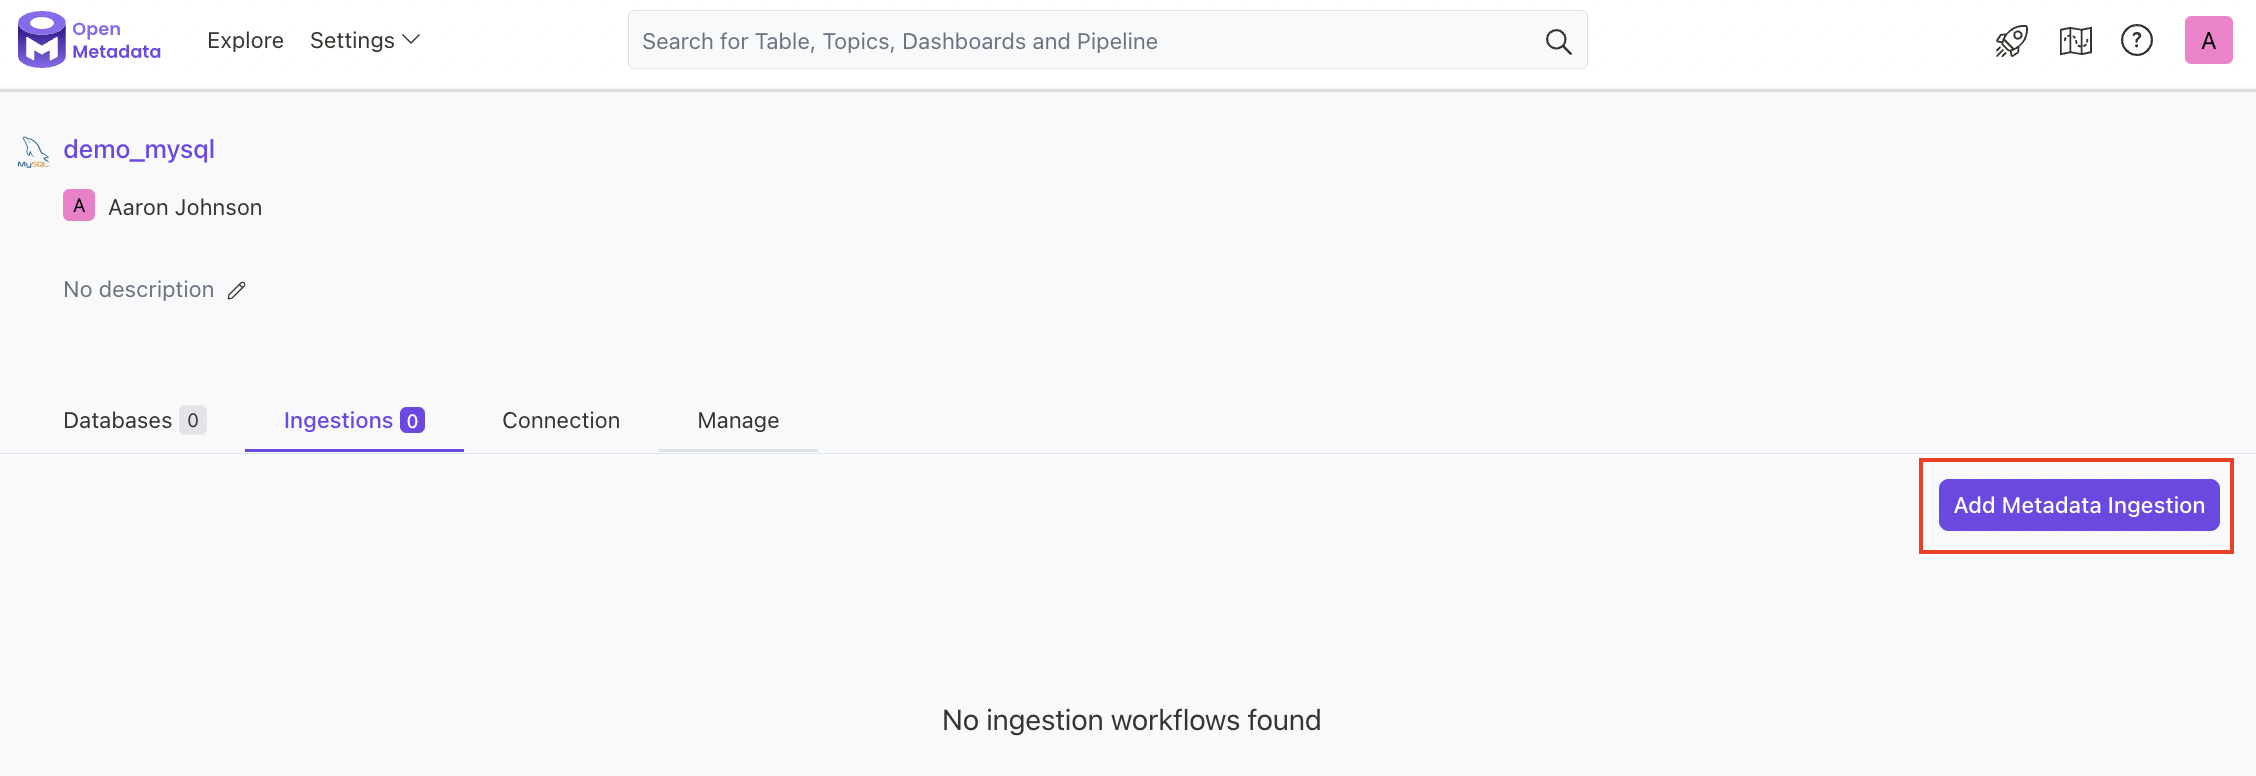 Open
Metadata
Explore
Settings
Search for Table, Topics, Dashboards and Pipeline
?
A
MySQL
demo_mysql
A
Aaron Johnson
No description
Databases 0
Ingestions 0
Connection
Manage
Add Metadata Ingestion
No ingestion workflows found